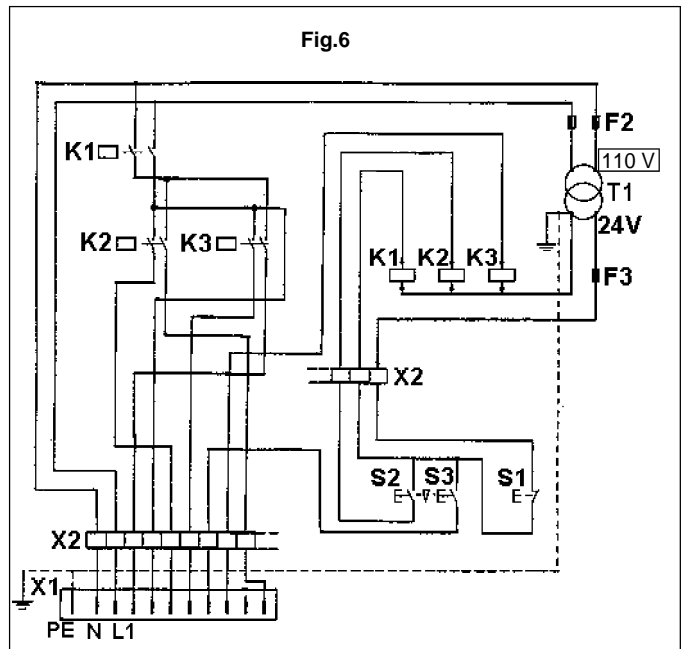 Fig.6
F2
K1
110 V
T1
K2 K3
24V
K1 K2 K3
F3
X2
S2 S3 S1
E E E
X2
X1
PE N L1